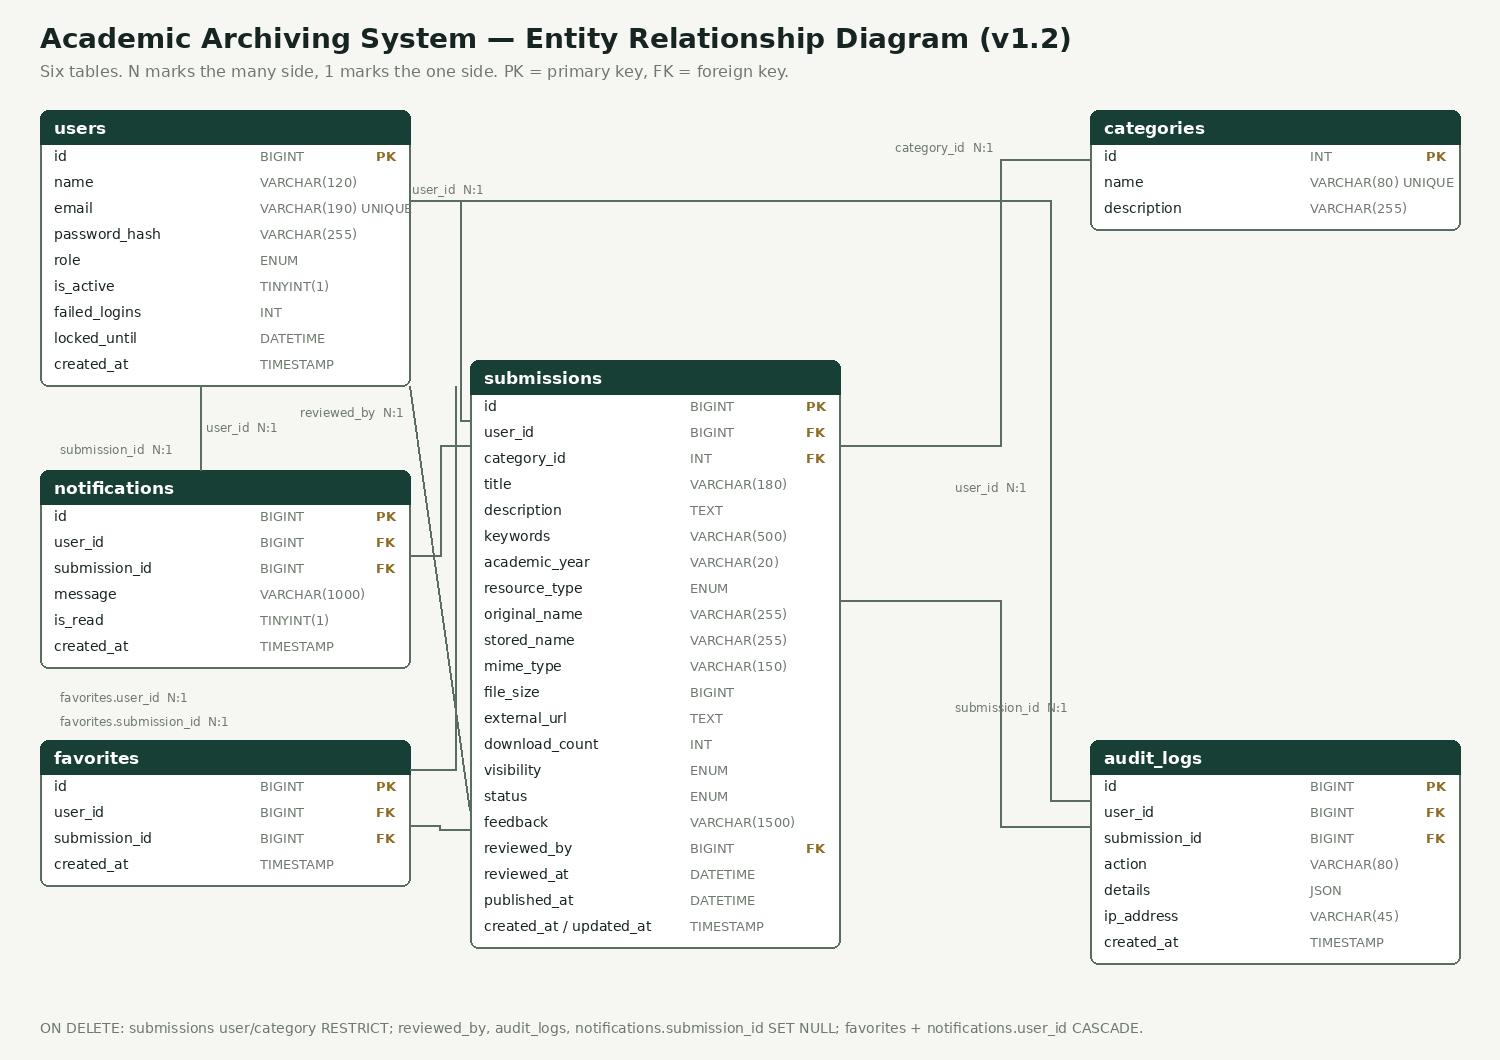 Academic Archiving System — Entity Relationship Diagram (v1.2)
Six tables. N marks the many side, 1 marks the one side. PK = primary key, FK = foreign key.
users
id BIGINT PK
name VARCHAR(120)
email VARCHAR(190) UNIQUE
password_hash VARCHAR(255)
role ENUM
is_active TINYINT(1)
failed_logins INT
locked_until DATETIME
created_at TIMESTAMP
user_id N:1
category_id N:1
categories
id INT PK
name VARCHAR(80) UNIQUE
description VARCHAR(255)
reviewed_by N:1
user_id N:1
submission_id N:1
notifications
id BIGINT PK
user_id BIGINT FK
submission_id BIGINT FK
message VARCHAR(1000)
is_read TINYINT(1)
created_at TIMESTAMP
favorites.user_id N:1
favorites.submission_id N:1
favorites
id BIGINT PK
user_id BIGINT FK
submission_id BIGINT FK
created_at TIMESTAMP
submissions
id BIGINT PK
user_id BIGINT FK
category_id INT FK
title VARCHAR(180)
description TEXT
keywords VARCHAR(500)
academic_year VARCHAR(20)
resource_type ENUM
original_name VARCHAR(255)
stored_name VARCHAR(255)
mime_type VARCHAR(150)
file_size BIGINT
external_url TEXT
download_count INT
visibility ENUM
status ENUM
feedback VARCHAR(1500)
reviewed_by BIGINT FK
reviewed_at DATETIME
published_at DATETIME
created_at / updated_at TIMESTAMP
user_id N:1
submission_id N:1
audit_logs
id BIGINT PK
user_id BIGINT FK
submission_id BIGINT FK
action VARCHAR(80)
details JSON
ip_address VARCHAR(45)
created_at TIMESTAMP
ON DELETE: submissions user/category RESTRICT; reviewed_by, audit_logs, notifications.submission_id SET NULL; favorites + notifications.user_id CASCADE.